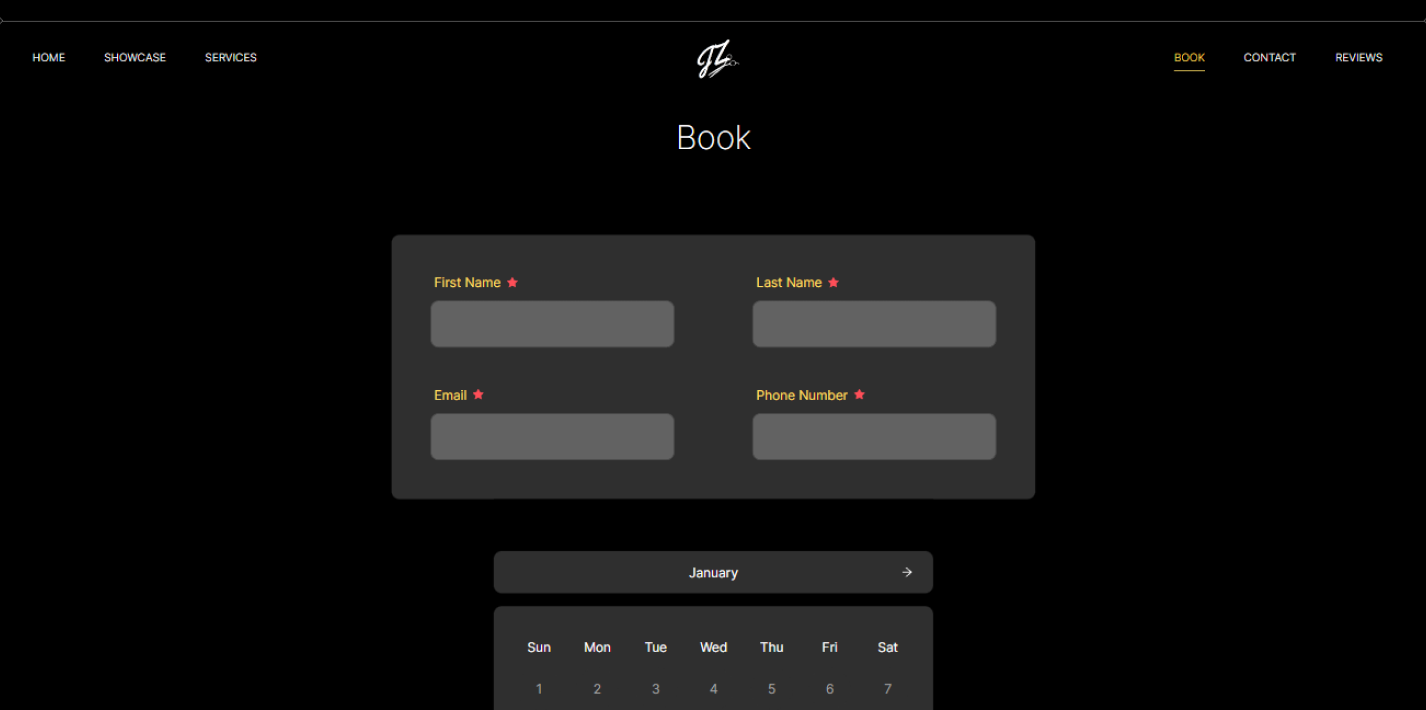 HOME SHOWCASE SERVICES JZ BOOK CONTACT REVIEWS
Book
First Name Last Name
Email Phone Number
January
Sun Mon Tue Wed Thu Fri Sat
1 2 3 4 5 6 7